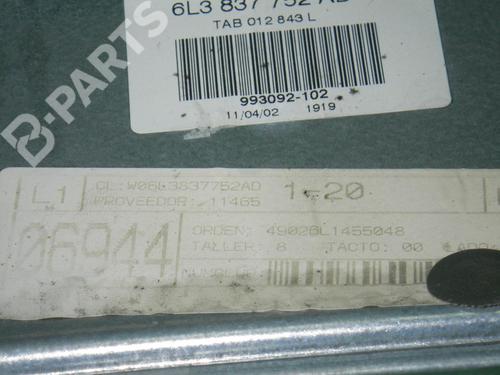 6L3 837 752 AD
TAB 012 843 L
993092-102
11/04/02 1919
B-PARTS
L1
CL:W06L3837752AD 1-20
PROVEEDOR: 11465
06944
ORDEN: 49026L1455048
TALLER: 8 TACTO: 00